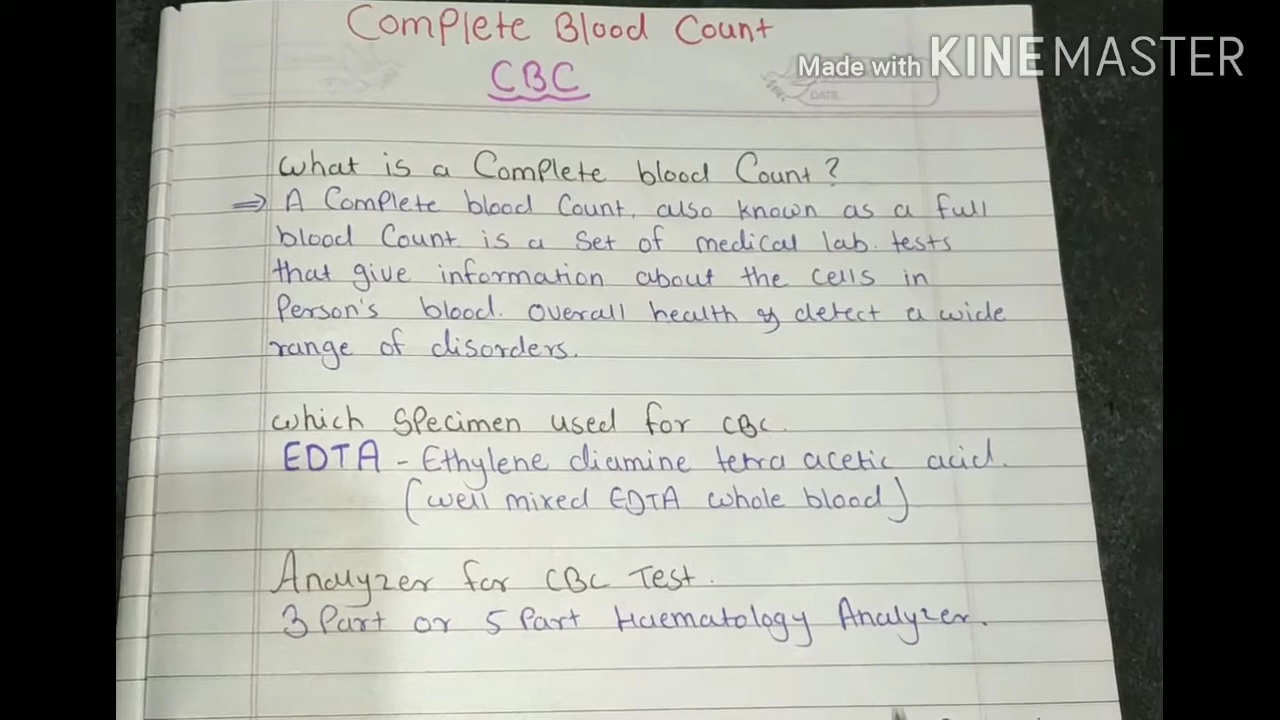 Complete Blood Count
Made with KINEMASTER
CBC
DATE
What is a Complete blood Count?
⇒ A Complete blood Count, also known as a full
blood Count is a set of medical lab. tests
that give information about the cells in
Person's blood. Overall health & detect a wide
range of disorders.
Which specimen used for CBC.
EDTA - Ethylene diamine tetra acetic acid.
(well mixed EDTA whole blood)
Analyzer for CBC Test.
3 Part or 5 Part Haematology Analyzer.